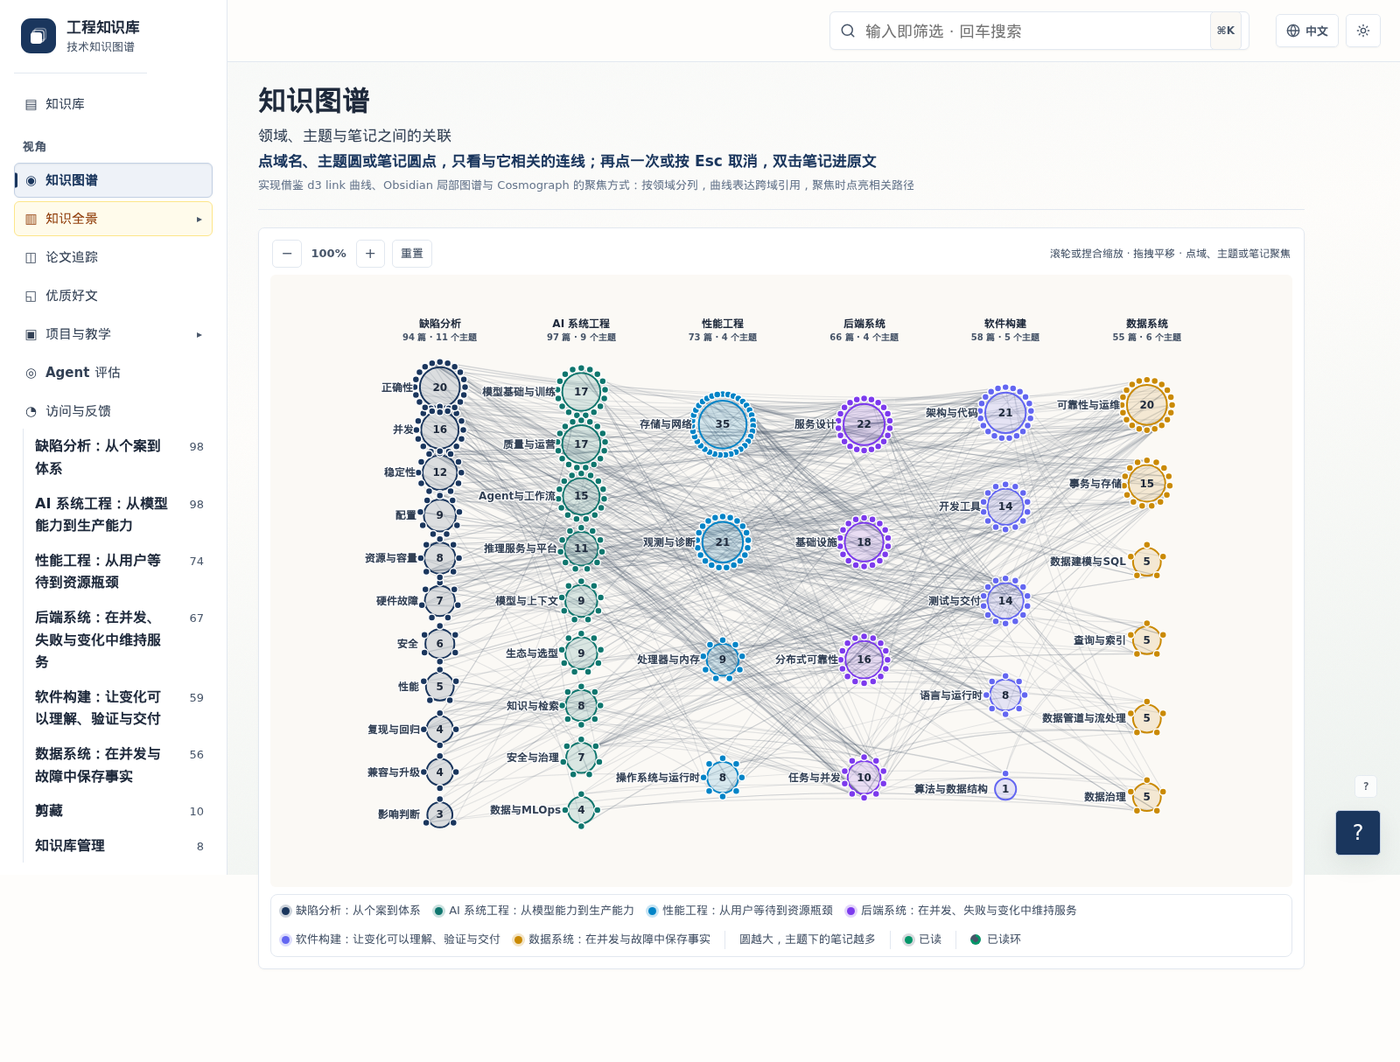 工程知识库
技术知识图谱
输入即筛选 · 回车搜索
⌘K
中文
知识库
视角
知识图谱
知识全景
论文追踪
优质好文
项目与教学
Agent 评估
访问与反馈
缺陷分析：从个案到
体系
98
AI 系统工程：从模型
能力到生产能力
98
性能工程：从用户等
待到资源瓶颈
74
后端系统：在并发、
失败与变化中维持服
务
67
软件构建：让变化可
以理解、验证与交付
59
数据系统：在并发与
故障中保存事实
56
剪藏
10
知识库管理
8
知识图谱
领域、主题与笔记之间的关联
点域名、主题圆或笔记圆点，只看与它相关的连线；再点一次或按 Esc 取消，双击笔记进原文
实现借鉴 d3 link 曲线、Obsidian 局部图谱与 Cosmograph 的聚焦方式：按领域分列，曲线表达跨域引用，聚焦时点亮相关路径
− 100% + 重置
滚轮或捏合缩放 · 拖拽平移 · 点域、主题或笔记聚焦
缺陷分析
94 篇 · 11 个主题
正确性 20
并发 16
稳定性 12
配置 9
资源与容量 8
硬件故障 7
安全 6
性能 5
复现与回归 4
兼容与升级 4
影响判断 3
AI 系统工程
97 篇 · 9 个主题
模型基础与训练 17
质量与运营 17
Agent与工作流 15
推理服务与平台 11
模型与上下文 9
生态与选型 9
知识与检索 8
安全与治理 7
数据与MLOps 4
性能工程
73 篇 · 4 个主题
存储与网络 35
观测与诊断 21
处理器与内存 9
操作系统与运行时 8
后端系统
66 篇 · 4 个主题
服务设计 22
基础设施 18
分布式可靠性 16
任务与并发 10
软件构建
58 篇 · 5 个主题
架构与代码 21
开发工具 14
测试与交付 14
语言与运行时 8
算法与数据结构 1
数据系统
55 篇 · 6 个主题
可靠性与运维 20
事务与存储 15
数据建模与SQL 5
查询与索引 5
数据管道与流处理 5
数据治理 5
缺陷分析：从个案到体系
AI 系统工程：从模型能力到生产能力
性能工程：从用户等待到资源瓶颈
后端系统：在并发、失败与变化中维持服务
软件构建：让变化可以理解、验证与交付
数据系统：在并发与故障中保存事实
圆越大，主题下的笔记越多
已读
已读环
?
?